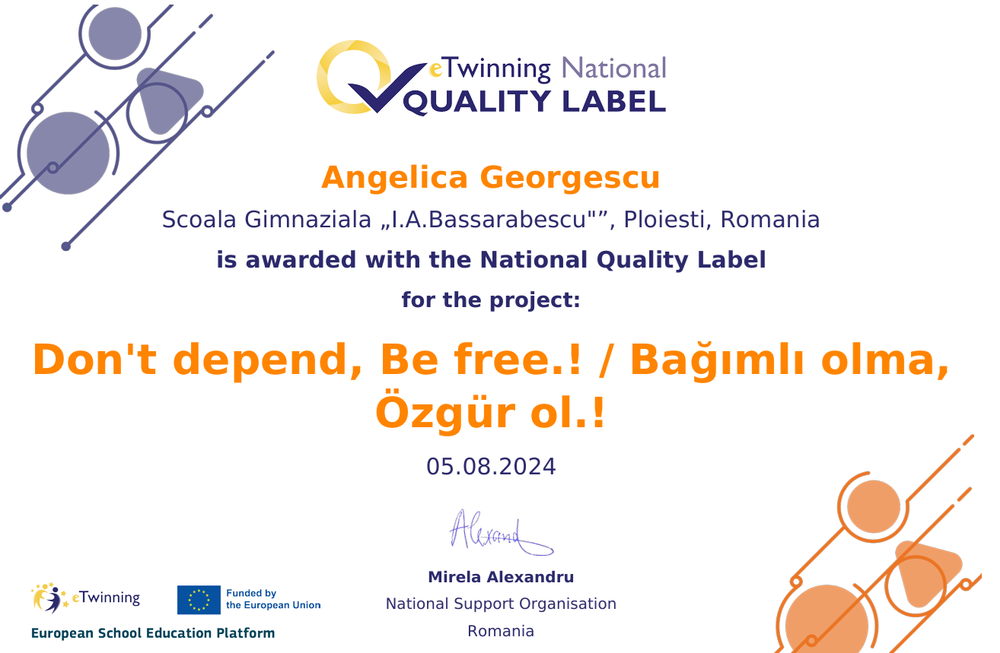 eTwinning National
QUALITY LABEL
Angelica Georgescu
Scoala Gimnaziala „I.A.Bassarabescu"”, Ploiesti, Romania
is awarded with the National Quality Label
for the project:
Don't depend, Be free.! / Bağımlı olma,
Özgür ol.!
05.08.2024
Alexand
Mirela Alexandru
National Support Organisation
Romania
eTwinning
Funded by
the European Union
European School Education Platform